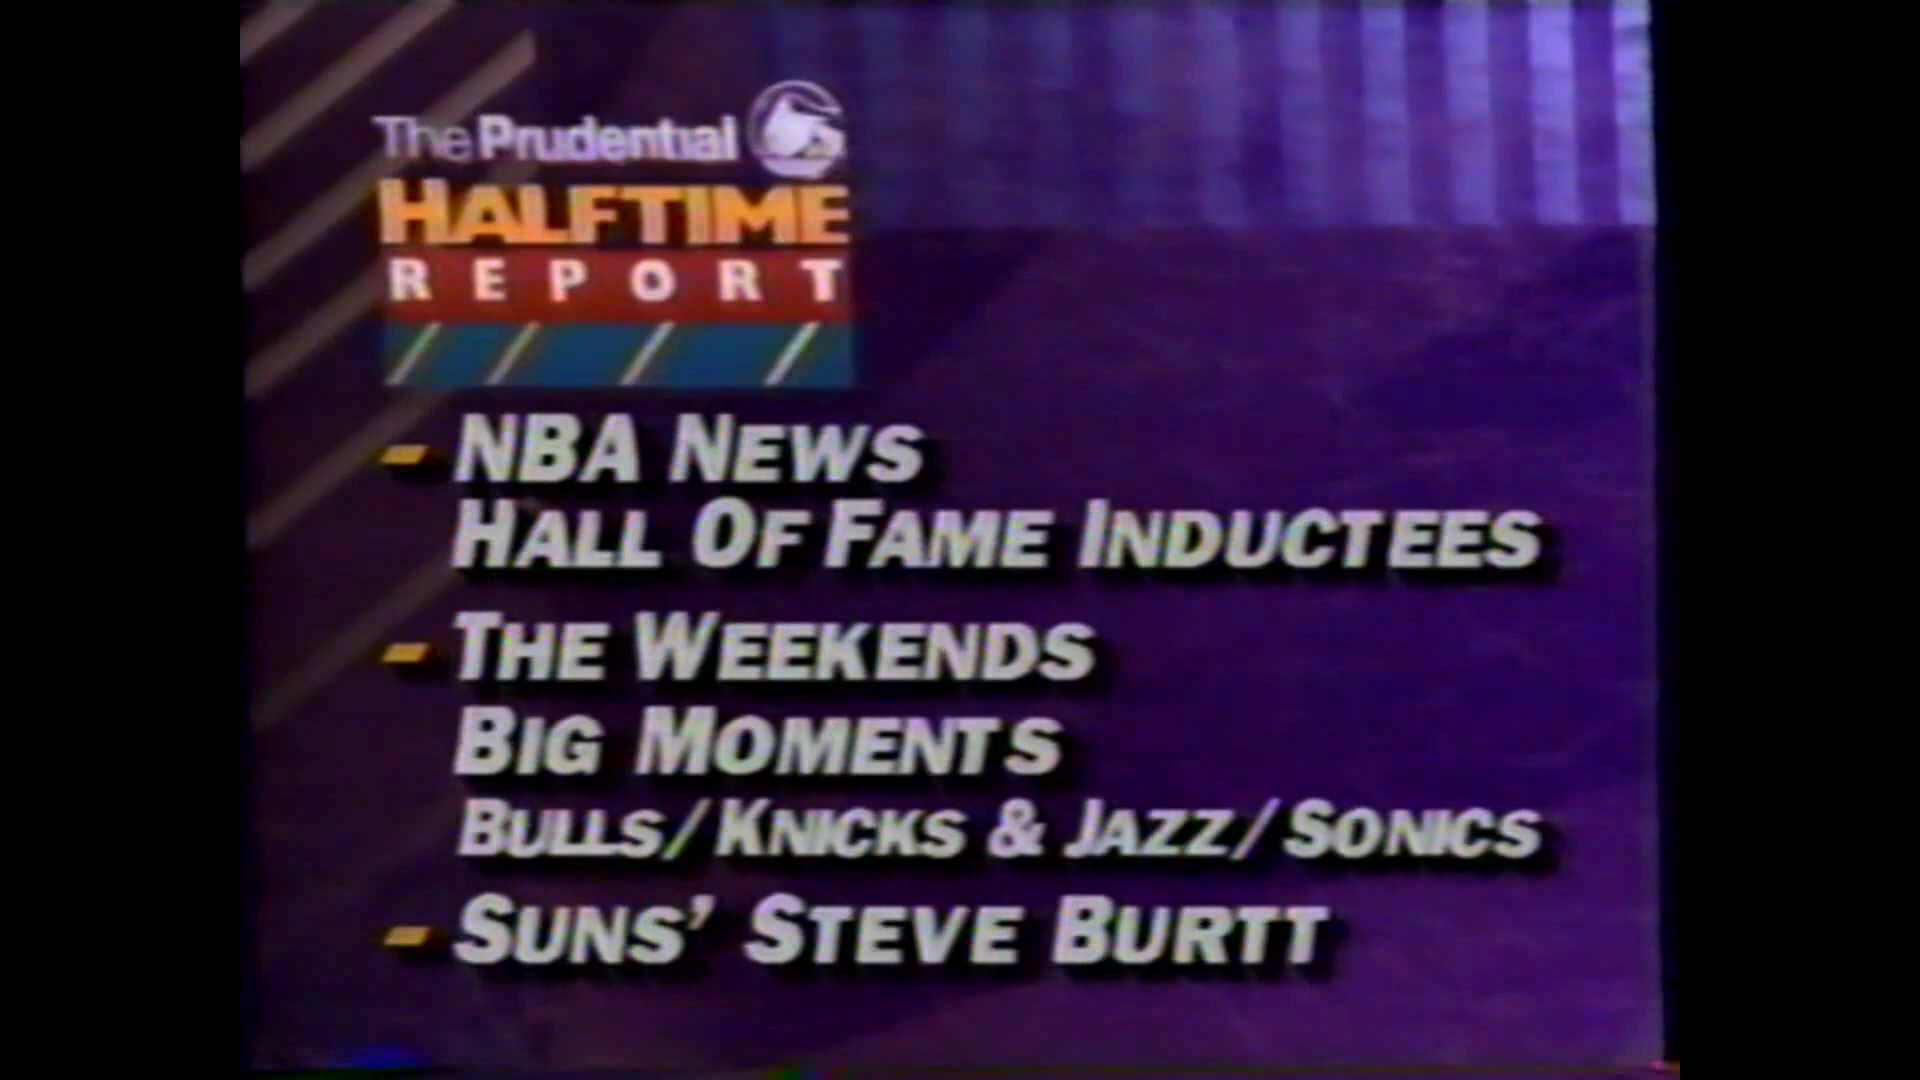 The Prudential
HALFTIME
REPORT
- NBA NEWS
HALL OF FAME INDUCTEES
- THE WEEKENDS
BIG MOMENTS
BULLS/KNICKS & JAZZ/SONICS
- SUNS' STEVE BURTT